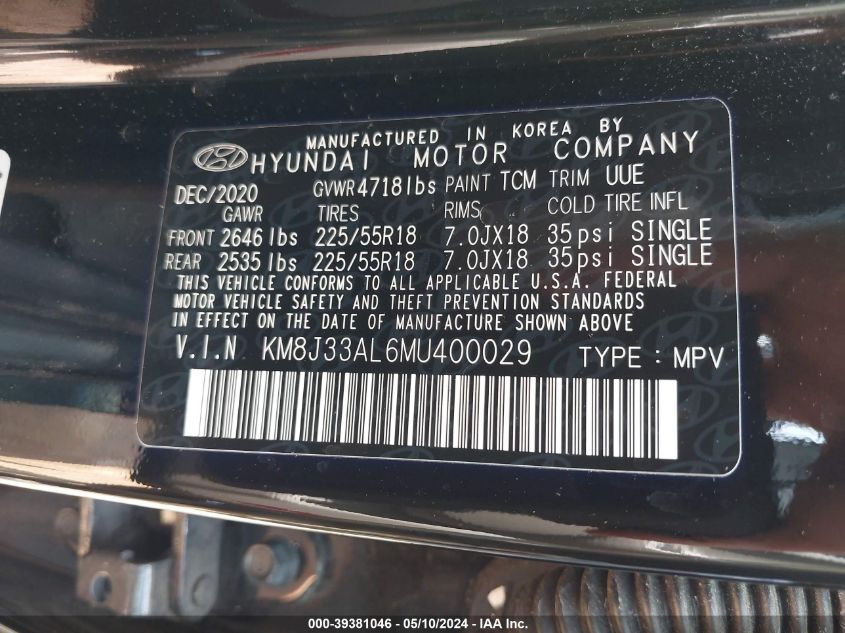 MANUFACTURED IN KOREA BY
HYUNDAI MOTOR COMPANY
DEC/2020 GVWR 4718lbs PAINT TCM TRIM UUE
GAWR TIRES RIMS COLD TIRE INFL
FRONT 2646 lbs 225/55R18 7.0JX18 35psi SINGLE
REAR 2535 lbs 225/55R18 7.0JX18 35psi SINGLE
THIS VEHICLE CONFORMS TO ALL APPLICABLE U.S.A. FEDERAL
MOTOR VEHICLE SAFETY AND THEFT PREVENTION STANDARDS
IN EFFECT ON THE DATE OF MANUFACTURE SHOWN ABOVE
V.I.N KM8J33AL6MU400029 TYPE : MPV
000-39381046 - 05/10/2024 - IAA Inc.